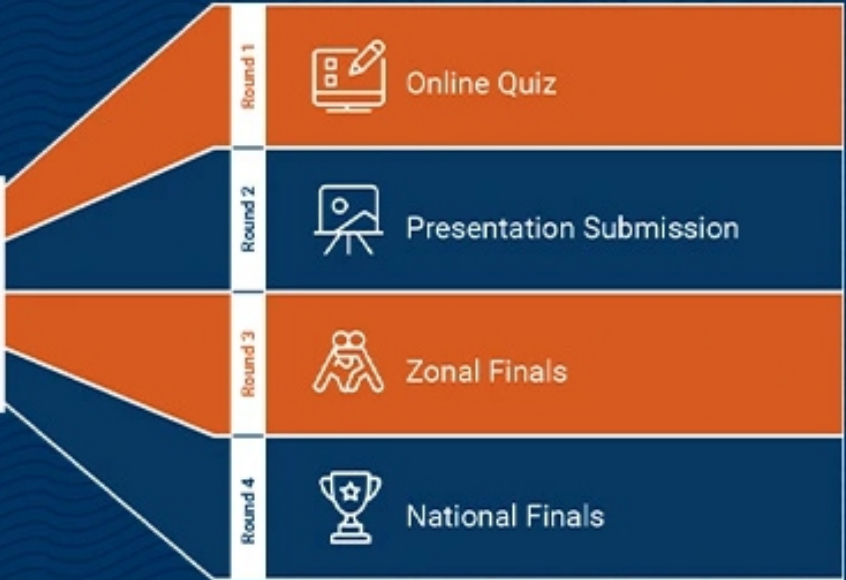 Round 1
Online Quiz
Round 2
Presentation Submission
Round 3
Zonal Finals
Round 4
National Finals